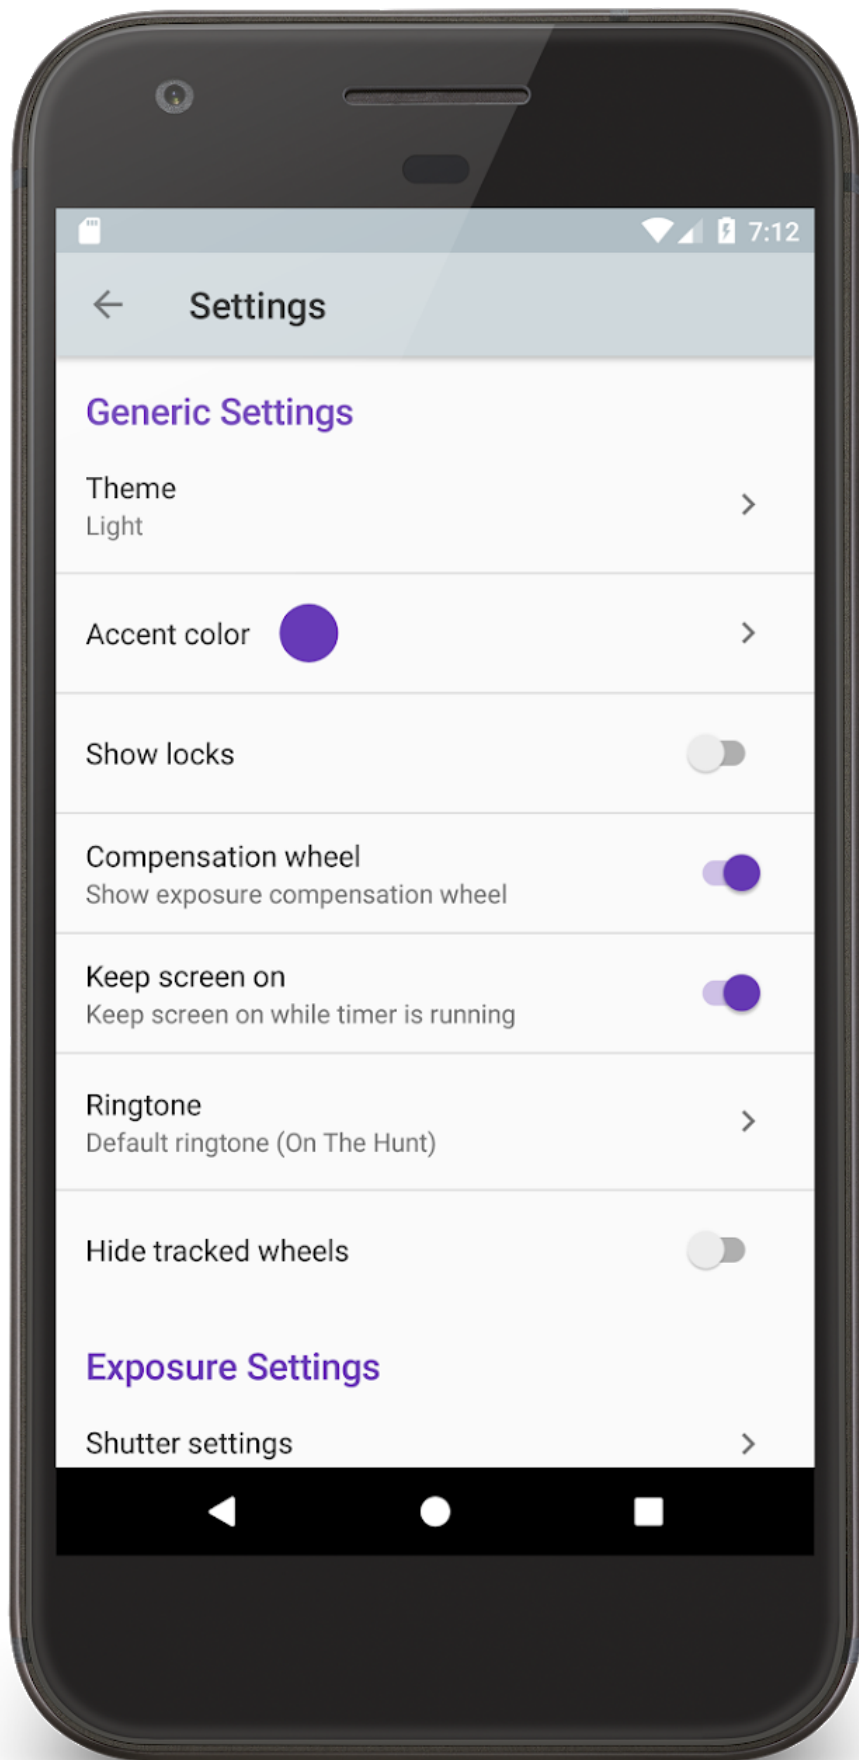 7:12
Settings
Generic Settings
Theme
Light
Accent color
Show locks
Compensation wheel
Show exposure compensation wheel
Keep screen on
Keep screen on while timer is running
Ringtone
Default ringtone (On The Hunt)
Hide tracked wheels
Exposure Settings
Shutter settings